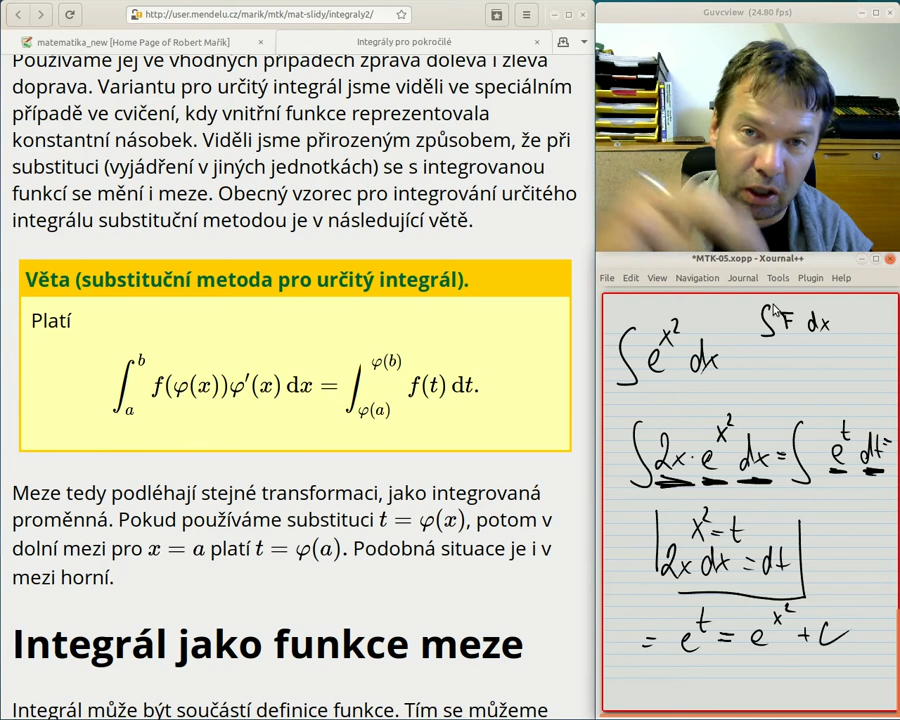 http://user.mendelu.cz/marik/mtk/mat-slidy/integraly2/
matematika_new [Home Page of Robert Mařík]
Integrály pro pokročilé
Používáme jej ve vhodných případech zprava doleva i zleva
doprava. Variantu pro určitý integrál jsme viděli ve speciálním
případě ve cvičení, kdy vnitřní funkce reprezentovala
konstantní násobek. Viděli jsme přirozeným způsobem, že při
substituci (vyjádření v jiných jednotkách) se s integrovanou
funkcí se mění i meze. Obecný vzorec pro integrování určitého
integrálu substituční metodou je v následující větě.
Věta (substituční metoda pro určitý integrál).
Platí
∫_a^b f(φ(x))φ′(x) dx = ∫_{φ(a)}^{φ(b)} f(t) dt.
Meze tedy podléhají stejné transformaci, jako integrovaná
proměnná. Pokud používáme substituci t = φ(x), potom v
dolní mezi pro x = a platí t = φ(a). Podobná situace je i v
mezi horní.
Integrál jako funkce meze
Integrál může být součástí definice funkce. Tím se můžeme
Guvcview (24.80 fps)
*MTK-05.xopp - Xournal++
File Edit View Navigation Journal Tools Plugin Help
∫ F dx
∫ e^{x²} dx
∫ 2x · e^{x²} dx = ∫ e^t dt =
x² = t
2x dx = dt
= e^t = e^{x²} + C